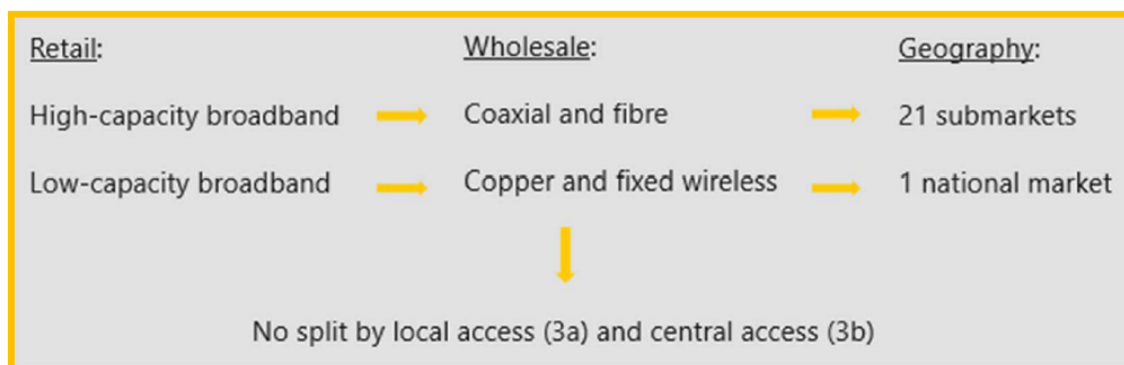 Retail: Wholesale: Geography:
High-capacity broadband Coaxial and fibre 21 submarkets
Low-capacity broadband Copper and fixed wireless 1 national market
No split by local access (3a) and central access (3b)